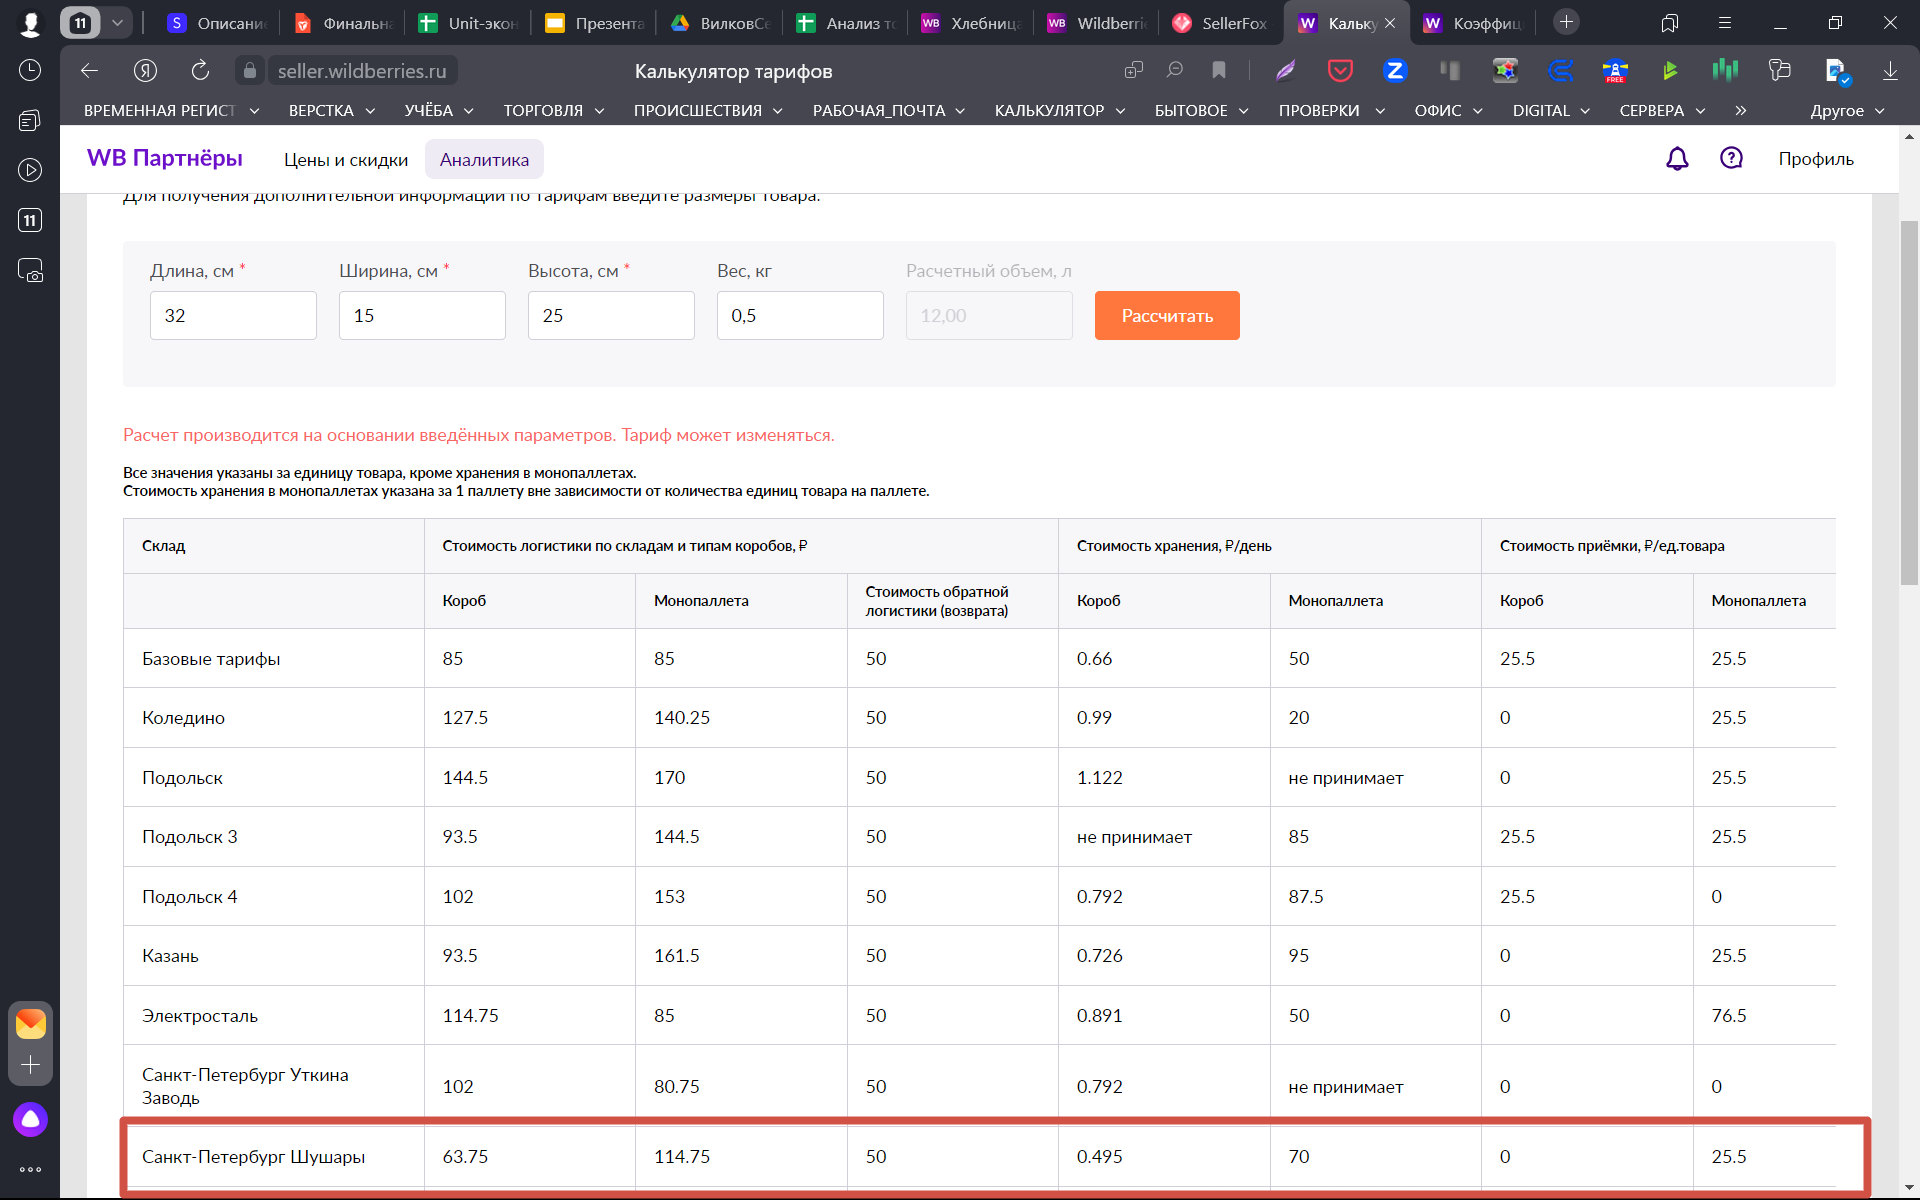 11
S Описание
Финальна
Unit-экон
Презента
ВилковСе
Анализ то
WB Хлебница
WB Wildberrie
SellerFox
W Кальку
W Коэффиц
Я
seller.wildberries.ru
Калькулятор тарифов
Z
FREE
ВРЕМЕННАЯ РЕГИСТ
ВЕРСТКА
УЧЁБА
ТОРГОВЛЯ
ПРОИСШЕСТВИЯ
РАБОЧАЯ_ПОЧТА
КАЛЬКУЛЯТОР
БЫТОВОЕ
ПРОВЕРКИ
ОФИС
DIGITAL
СЕРВЕРА
»
Другое
11
WB Партнёры
Цены и скидки
Аналитика
Профиль
Для получения дополнительной информации по тарифам введите размеры товара.
Длина, см * Ширина, см * Высота, см * Вес, кг Расчетный объем, л
32 15 25 0,5 12,00 Рассчитать
Расчет производится на основании введённых параметров. Тариф может изменяться.
Все значения указаны за единицу товара, кроме хранения в монопаллетах.
Стоимость хранения в монопаллетах указана за 1 паллету вне зависимости от количества единиц товара на паллете.
Склад Стоимость логистики по складам и типам коробов, ₽ Стоимость хранения, ₽/день Стоимость приёмки, ₽/ед.товара
Короб Монопаллета Стоимость обратной логистики (возврата) Короб Монопаллета Короб Монопаллета
Базовые тарифы 85 85 50 0.66 50 25.5 25.5
Коледино 127.5 140.25 50 0.99 20 0 25.5
Подольск 144.5 170 50 1.122 не принимает 0 25.5
Подольск 3 93.5 144.5 50 не принимает 85 25.5 25.5
Подольск 4 102 153 50 0.792 87.5 25.5 0
Казань 93.5 161.5 50 0.726 95 0 25.5
Электросталь 114.75 85 50 0.891 50 0 76.5
Санкт-Петербург Уткина Заводь 102 80.75 50 0.792 не принимает 0 0
Санкт-Петербург Шушары 63.75 114.75 50 0.495 70 0 25.5